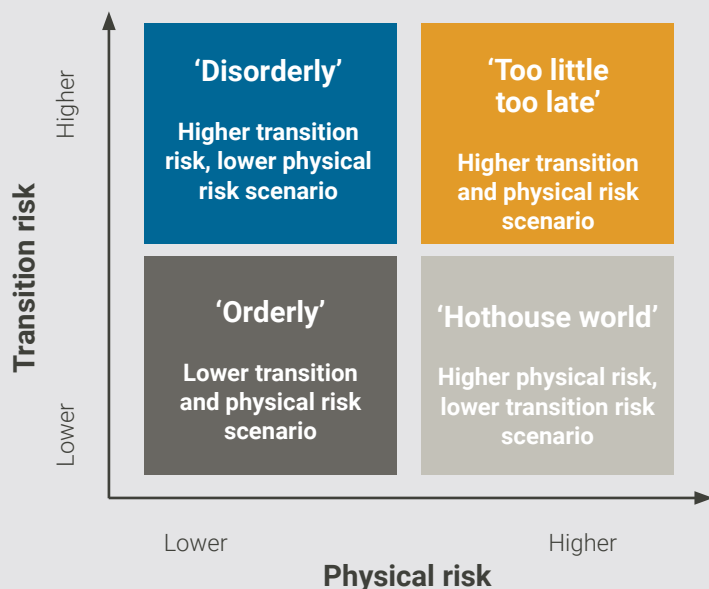 Transition risk
Higher
Lower
‘Disorderly’
Higher transition
risk, lower physical
risk scenario
‘Too little
too late’
Higher transition
and physical risk
scenario
‘Orderly’
Lower transition
and physical risk
scenario
‘Hothouse world’
Higher physical risk,
lower transition risk
scenario
Lower
Higher
Physical risk